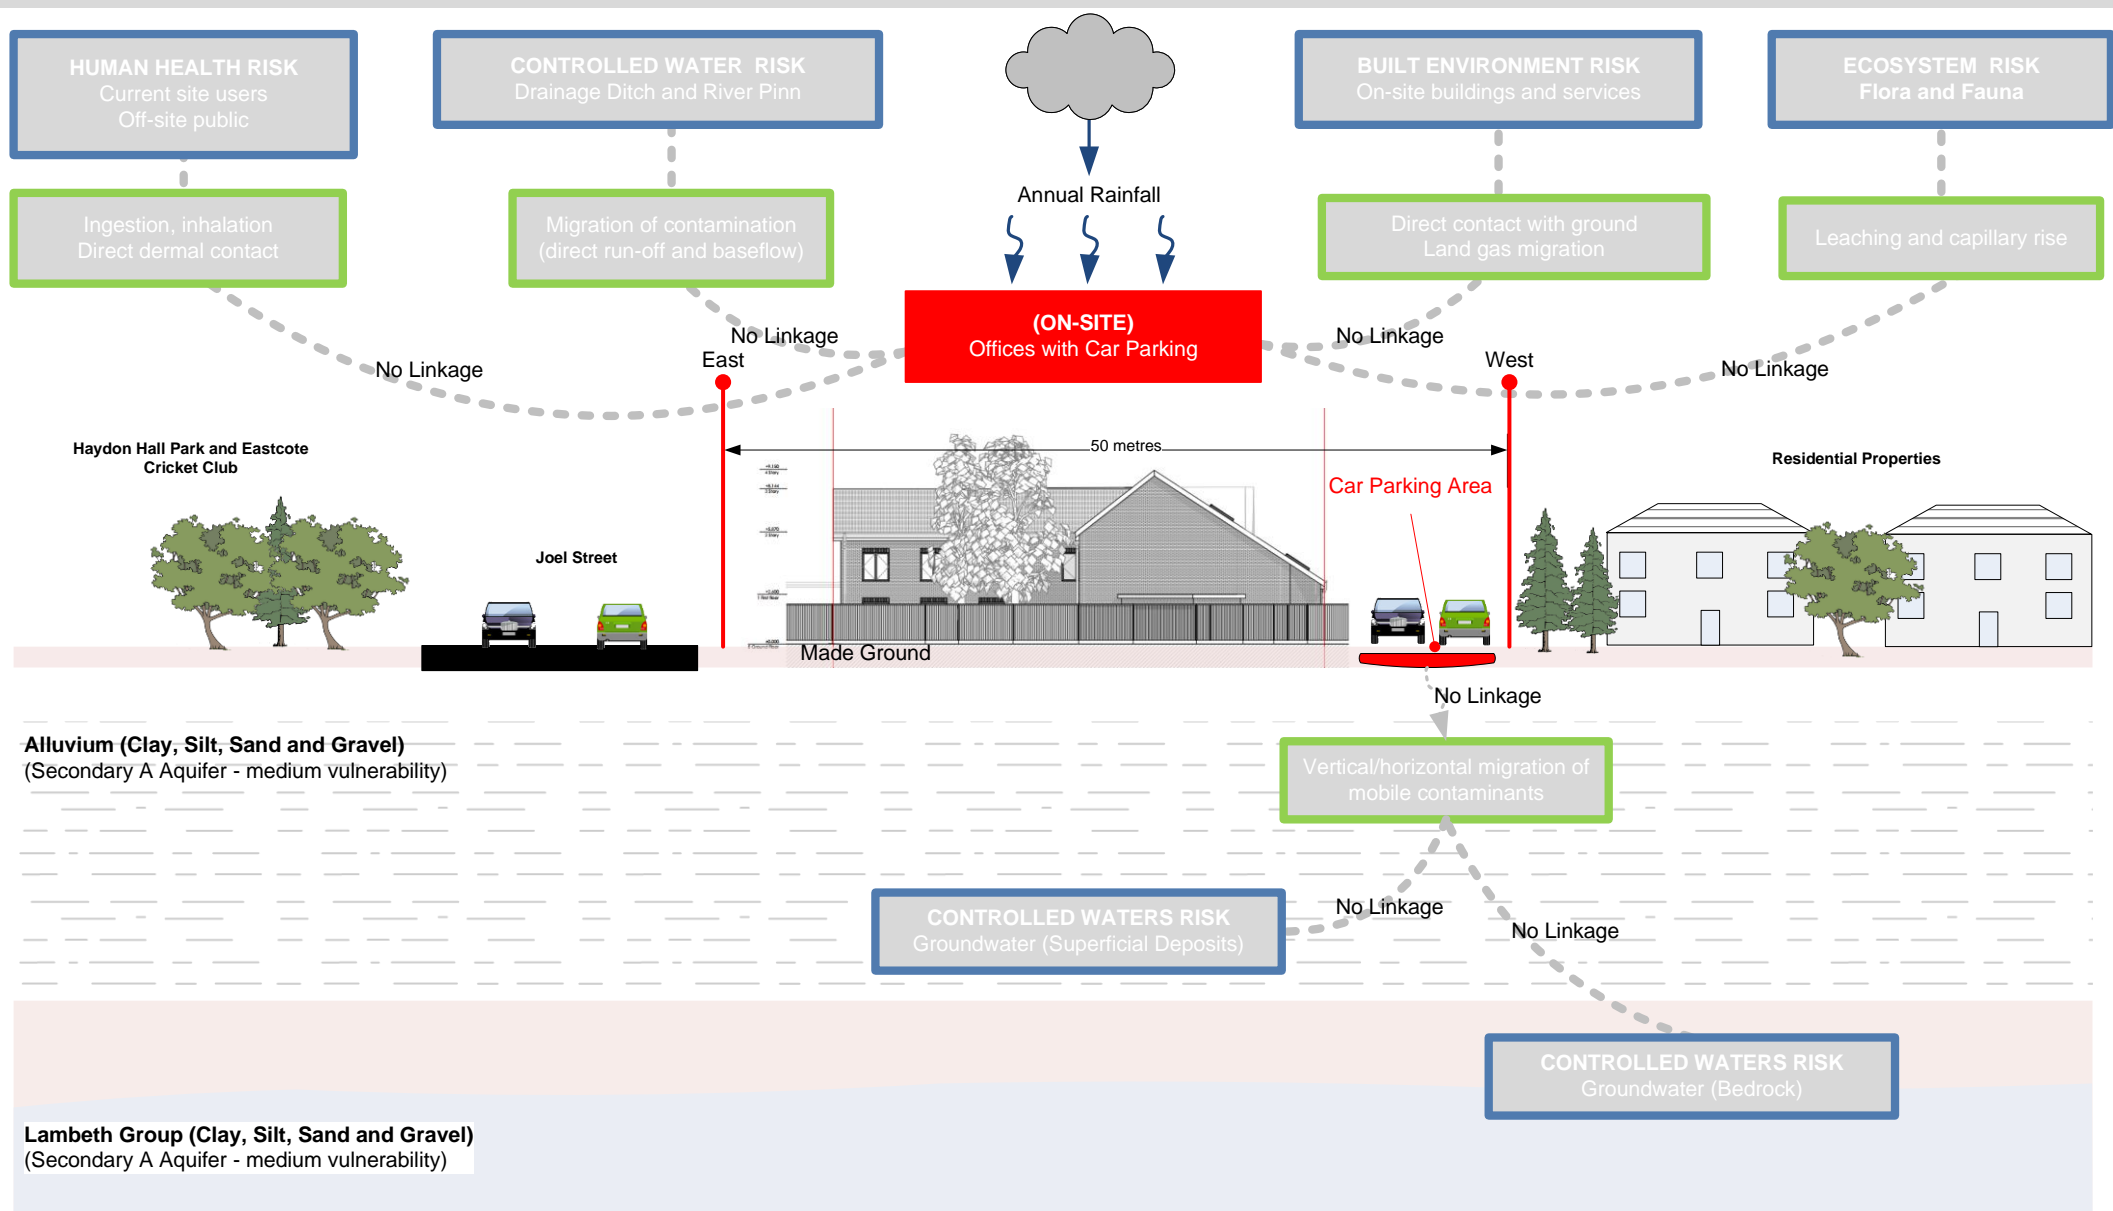 HUMAN HEALTH RISK
Current site users
Off-site public
CONTROLLED WATER RISK
Drainage Ditch and River Pinn
BUILT ENVIRONMENT RISK
On-site buildings and services
ECOSYSTEM RISK
Flora and Fauna
Annual Rainfall
Ingestion, inhalation
Direct dermal contact
Migration of contamination
(direct run-off and baseflow)
Direct contact with ground
Land gas migration
Leaching and capillary rise
(ON-SITE)
Offices with Car Parking
No Linkage
No Linkage
No Linkage
No Linkage
East
West
50 metres
Haydon Hall Park and Eastcote
Cricket Club
Joel Street
Car Parking Area
Residential Properties
Made Ground
No Linkage
Alluvium (Clay, Silt, Sand and Gravel)
(Secondary A Aquifer - medium vulnerability)
Vertical/horizontal migration of
mobile contaminants
CONTROLLED WATERS RISK
Groundwater (Superficial Deposits)
No Linkage
No Linkage
CONTROLLED WATERS RISK
Groundwater (Bedrock)
Lambeth Group (Clay, Silt, Sand and Gravel)
(Secondary A Aquifer - medium vulnerability)